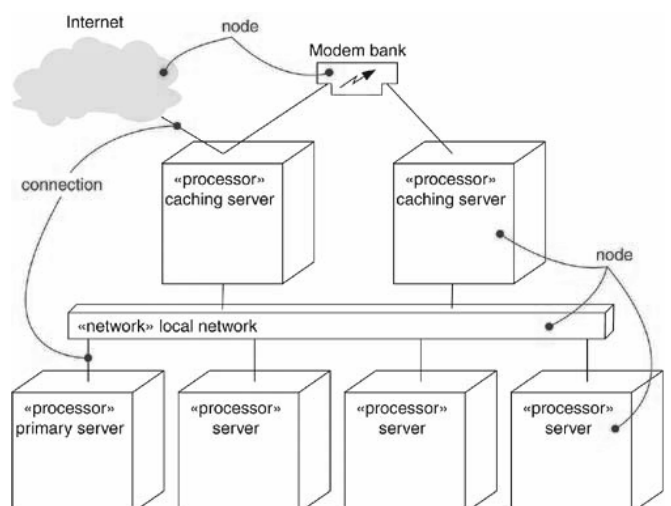 Internet
node
Modem bank
«processor»
caching server
«processor»
caching server
connection
node
«network» local network
«processor»
primary server
«processor»
server
«processor»
server
«processor»
server